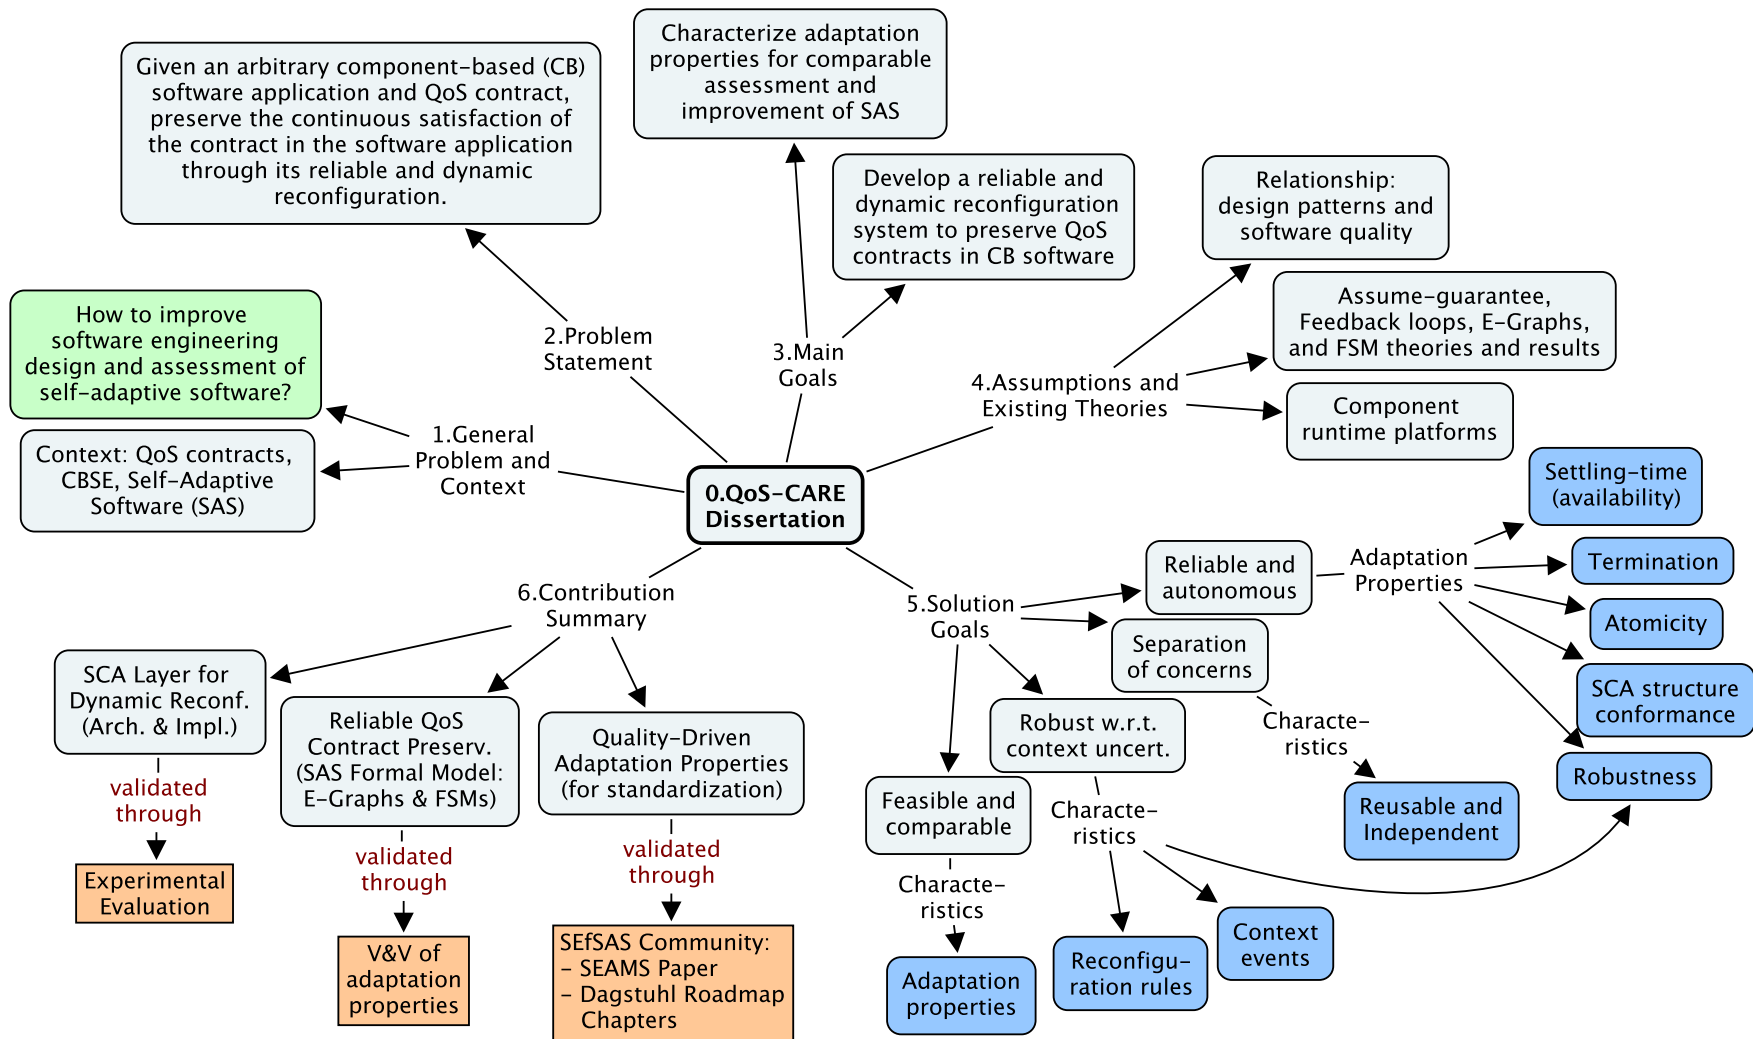 Given an arbitrary component-based (CB)
software application and QoS contract,
preserve the continuous satisfaction of
the contract in the software application
through its reliable and dynamic
reconfiguration.
Characterize adaptation
properties for comparable
assessment and
improvement of SAS
Develop a reliable and
dynamic reconfiguration
system to preserve QoS
contracts in CB software
Relationship:
design patterns and
software quality
Assume-guarantee,
Feedback loops, E-Graphs,
and FSM theories and results
Component
runtime platforms
How to improve
software engineering
design and assessment of
self-adaptive software?
Context: QoS contracts,
CBSE, Self-Adaptive
Software (SAS)
1.General
Problem and
Context
2.Problem
Statement
3.Main
Goals
4.Assumptions and
Existing Theories
0.QoS-CARE
Dissertation
6.Contribution
Summary
5.Solution
Goals
Reliable and
autonomous
Adaptation
Properties
Settling-time
(availability)
Termination
Atomicity
SCA structure
conformance
Robustness
Separation
of concerns
Characte-
ristics
Reusable and
Independent
Robust w.r.t.
context uncert.
Characte-
ristics
Reconfigu-
ration rules
Context
events
Feasible and
comparable
Characte-
ristics
Adaptation
properties
SCA Layer for
Dynamic Reconf.
(Arch. & Impl.)
validated
through
Experimental
Evaluation
Reliable QoS
Contract Preserv.
(SAS Formal Model:
E-Graphs & FSMs)
validated
through
V&V of
adaptation
properties
Quality-Driven
Adaptation Properties
(for standardization)
validated
through
SEfSAS Community:
- SEAMS Paper
- Dagstuhl Roadmap
Chapters